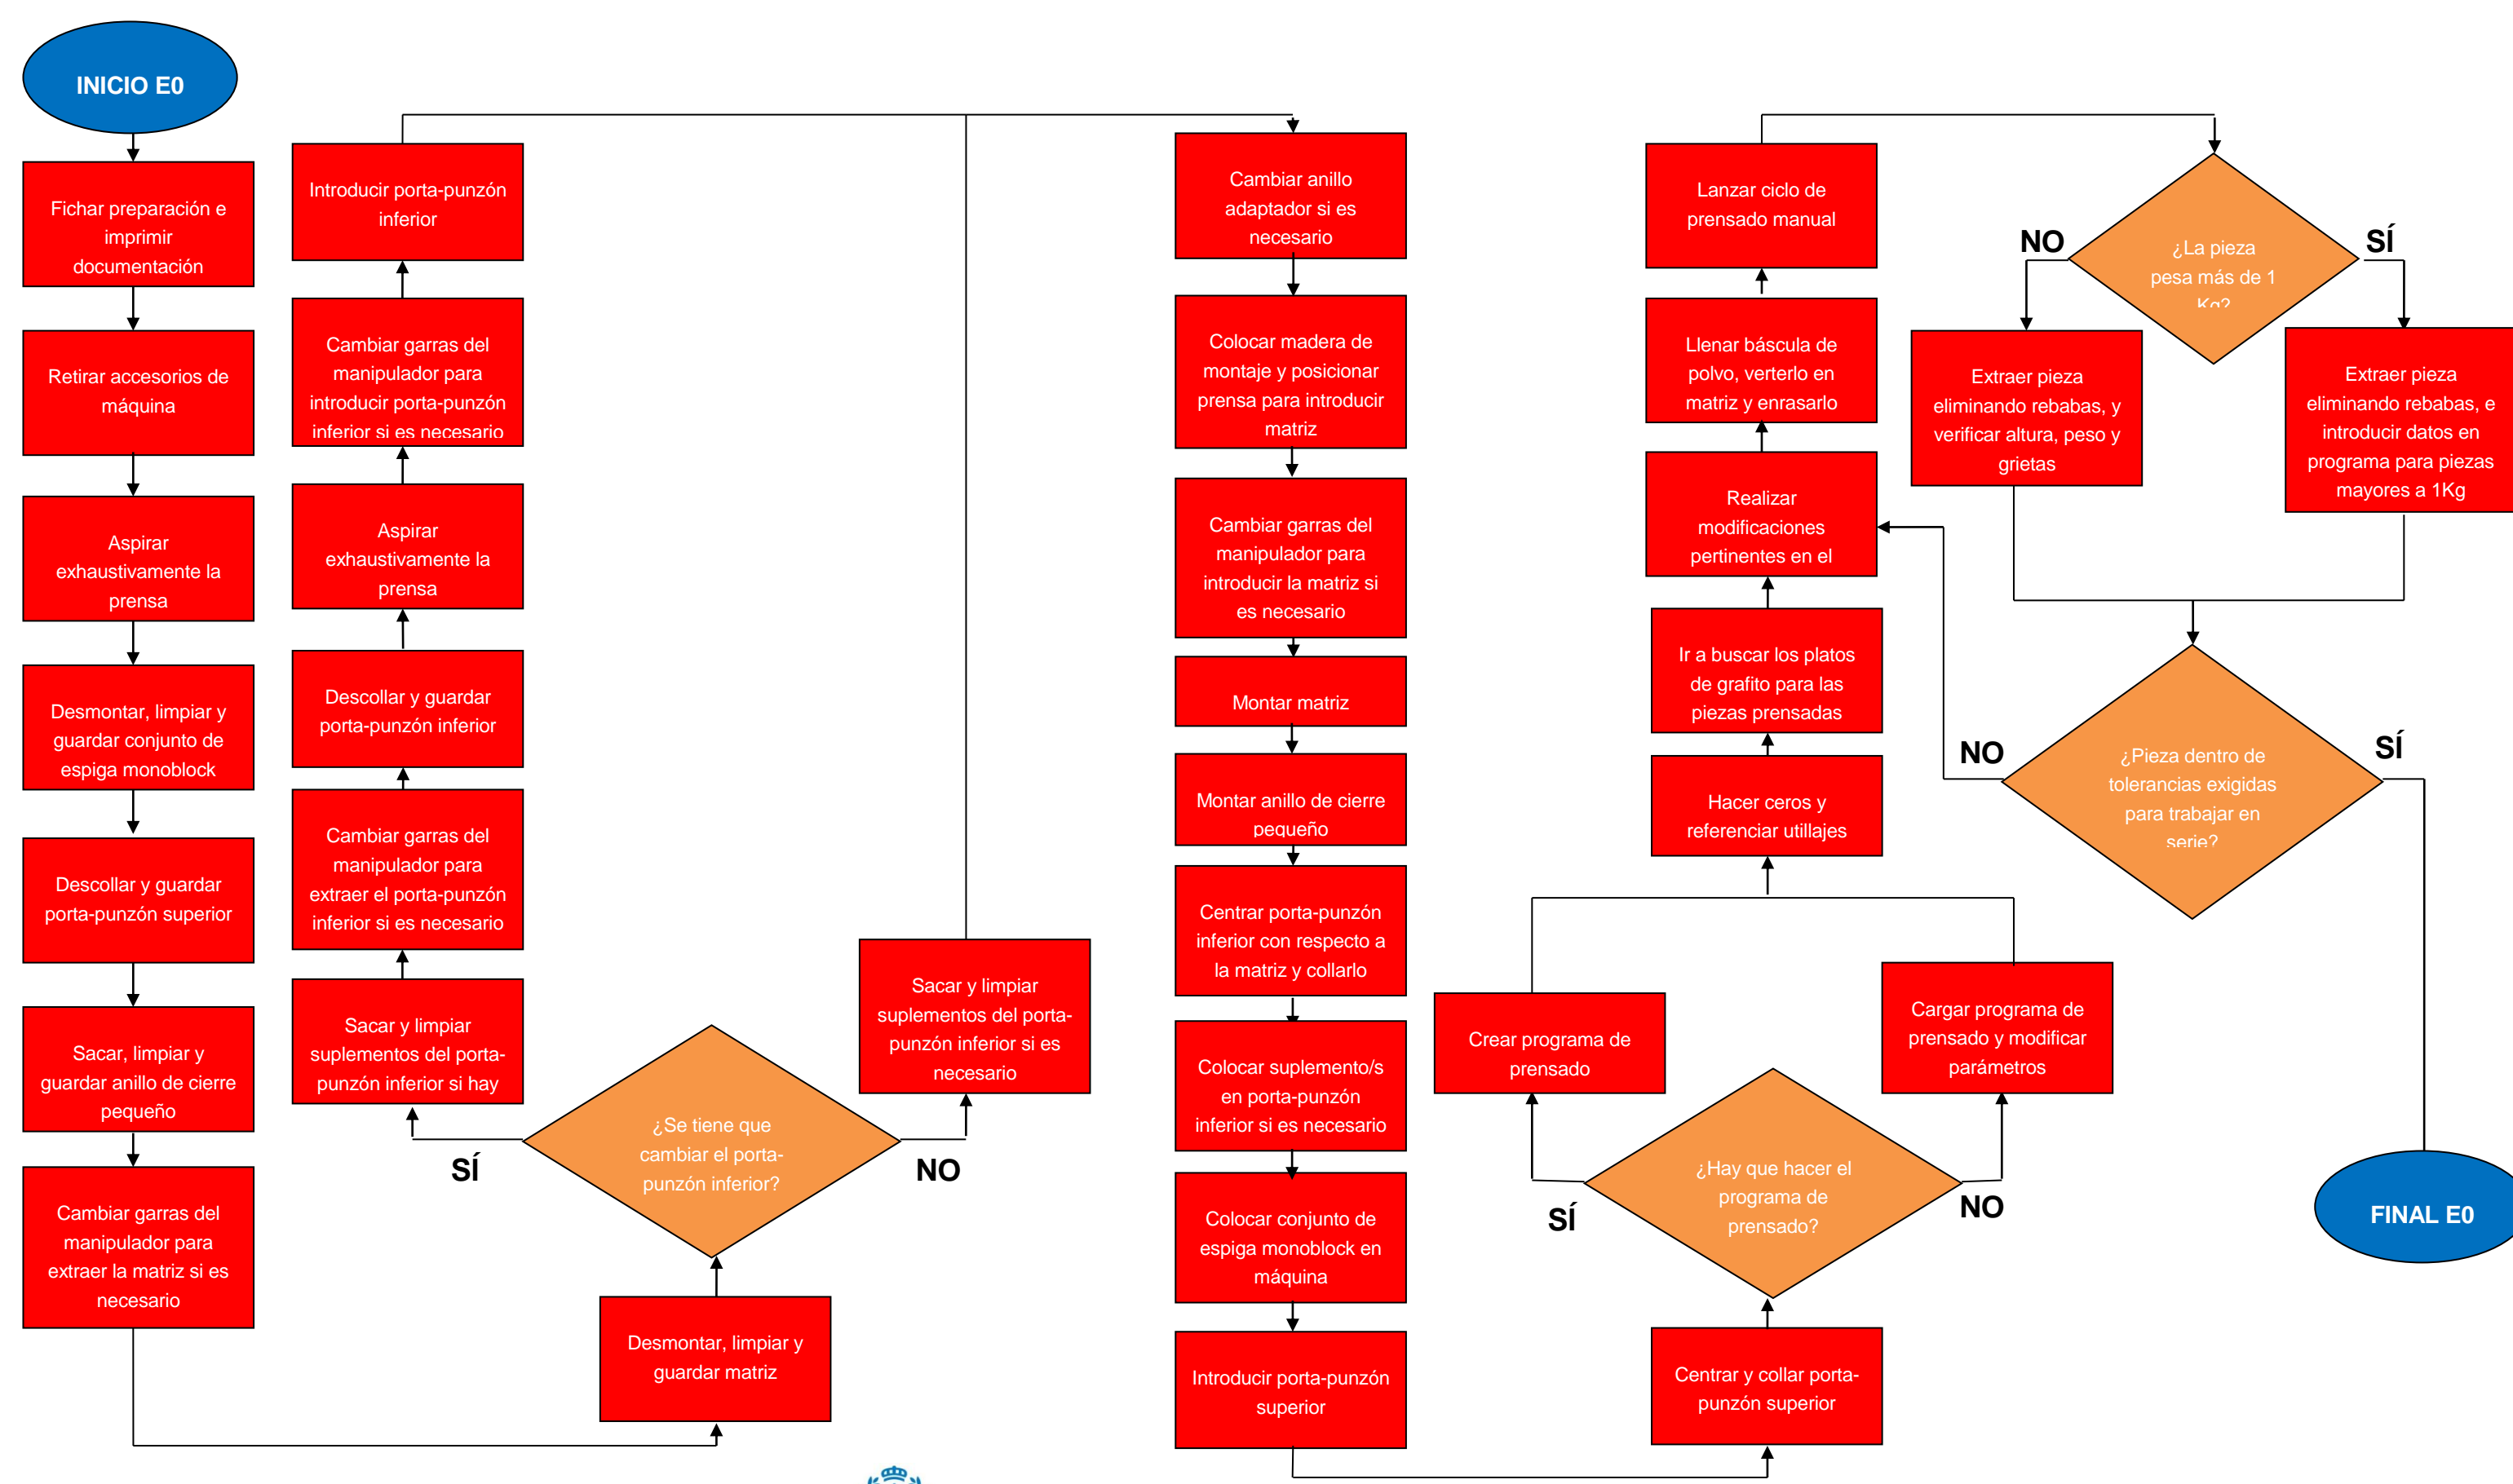 INICIO E0
Fichar preparación e
imprimir
documentación
Retirar accesorios de
máquina
Aspirar
exhaustivamente la
prensa
Desmontar, limpiar y
guardar conjunto de
espiga monoblock
Descollar y guardar
porta-punzón superior
Sacar, limpiar y
guardar anillo de cierre
pequeño
Cambiar garras del
manipulador para
extraer la matriz si es
necesario
Desmontar, limpiar y
guardar matriz
¿Se tiene que
cambiar el porta-
punzón inferior?
SÍ
NO
Sacar y limpiar
suplementos del porta-
punzón inferior si hay
Cambiar garras del
manipulador para
extraer el porta-punzón
inferior si es necesario
Descollar y guardar
porta-punzón inferior
Aspirar
exhaustivamente la
prensa
Cambiar garras del
manipulador para
introducir porta-punzón
inferior si es necesario
Introducir porta-punzón
inferior
Sacar y limpiar
suplementos del porta-
punzón inferior si es
necesario
Cambiar anillo
adaptador si es
necesario
Colocar madera de
montaje y posicionar
prensa para introducir
matriz
Cambiar garras del
manipulador para
introducir la matriz si
es necesario
Montar matriz
Montar anillo de cierre
pequeño
Centrar porta-punzón
inferior con respecto a
la matriz y collarlo
Colocar suplemento/s
en porta-punzón
inferior si es necesario
Colocar conjunto de
espiga monoblock en
máquina
Introducir porta-punzón
superior
Centrar y collar porta-
punzón superior
¿Hay que hacer el
programa de
prensado?
SÍ
NO
Crear programa de
prensado
Cargar programa de
prensado y modificar
parámetros
Hacer ceros y
referenciar utillajes
Ir a buscar los platos
de grafito para las
piezas prensadas
Realizar
modificaciones
pertinentes en el
Llenar báscula de
polvo, verterlo en
matriz y enrasarlo
Lanzar ciclo de
prensado manual
¿La pieza
pesa más de 1
Kg?
NO
SÍ
Extraer pieza
eliminando rebabas, y
verificar altura, peso y
grietas
Extraer pieza
eliminando rebabas, e
introducir datos en
programa para piezas
mayores a 1Kg
¿Pieza dentro de
tolerancias exigidas
para trabajar en
serie?
NO
SÍ
FINAL E0